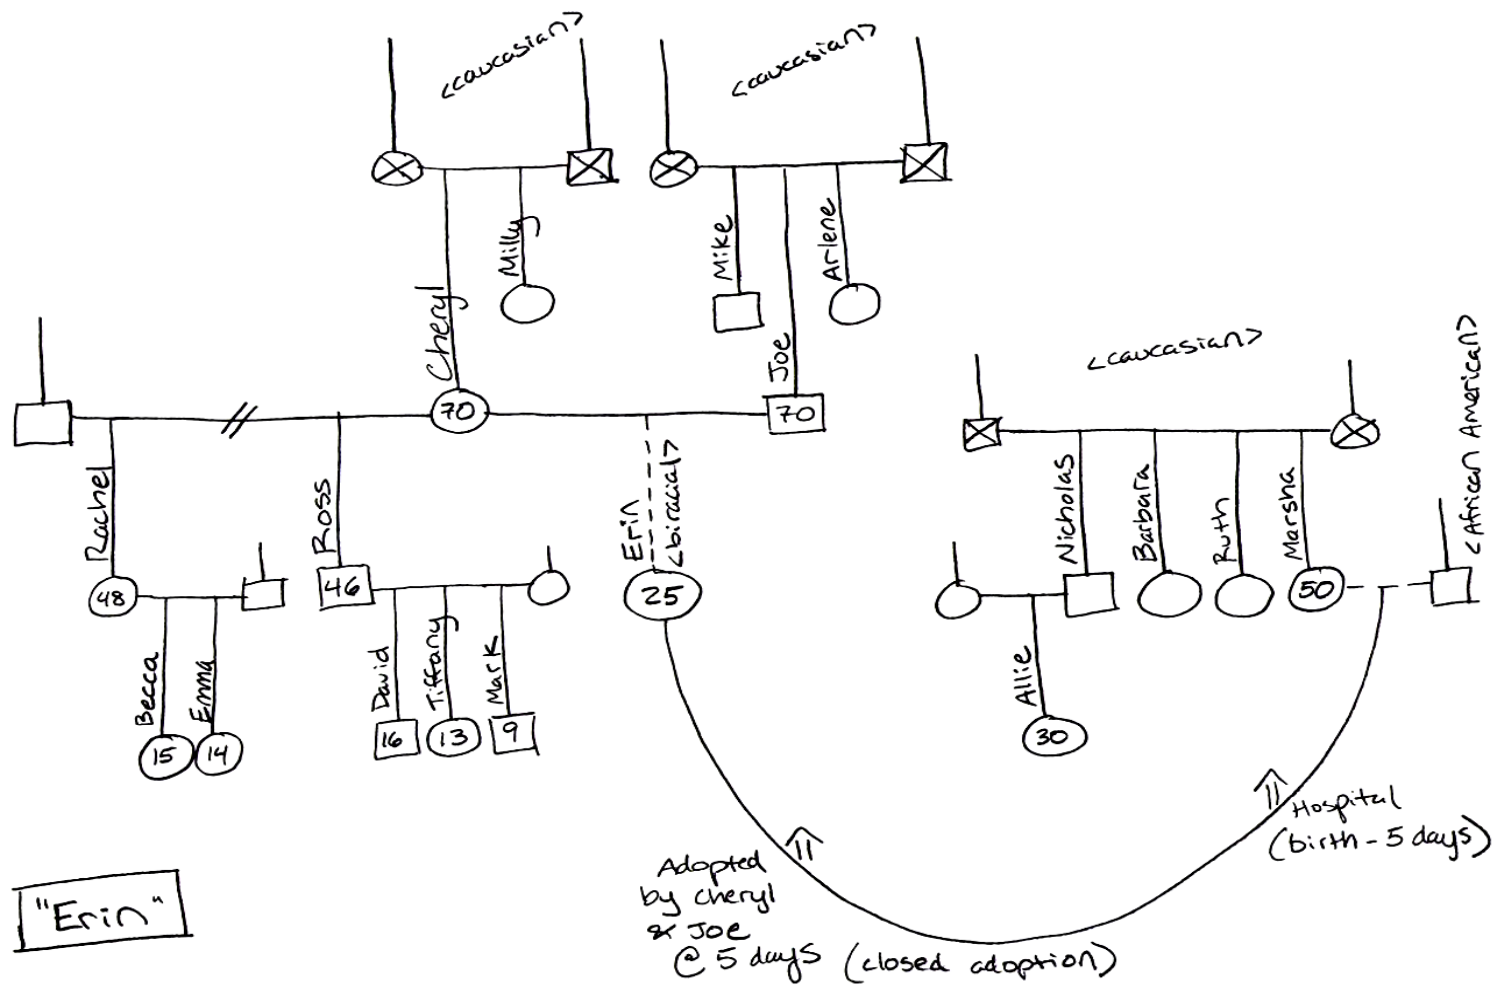 <caucasian>
<caucasian>
Milly
Mike
Arlene
Cheryl
Joe
<caucasian>
<African American>
70
70
Rachel
Ross
Erin
<biracial>
Nicholas
Barbara
Ruth
Marsha
48
46
25
50
Becca
Emma
David
Tiffany
Mark
Allie
15
14
16
13
9
30
Hospital
(birth - 5 days)
Adopted
by Cheryl
& Joe
@ 5 days (closed adoption)
"Erin"